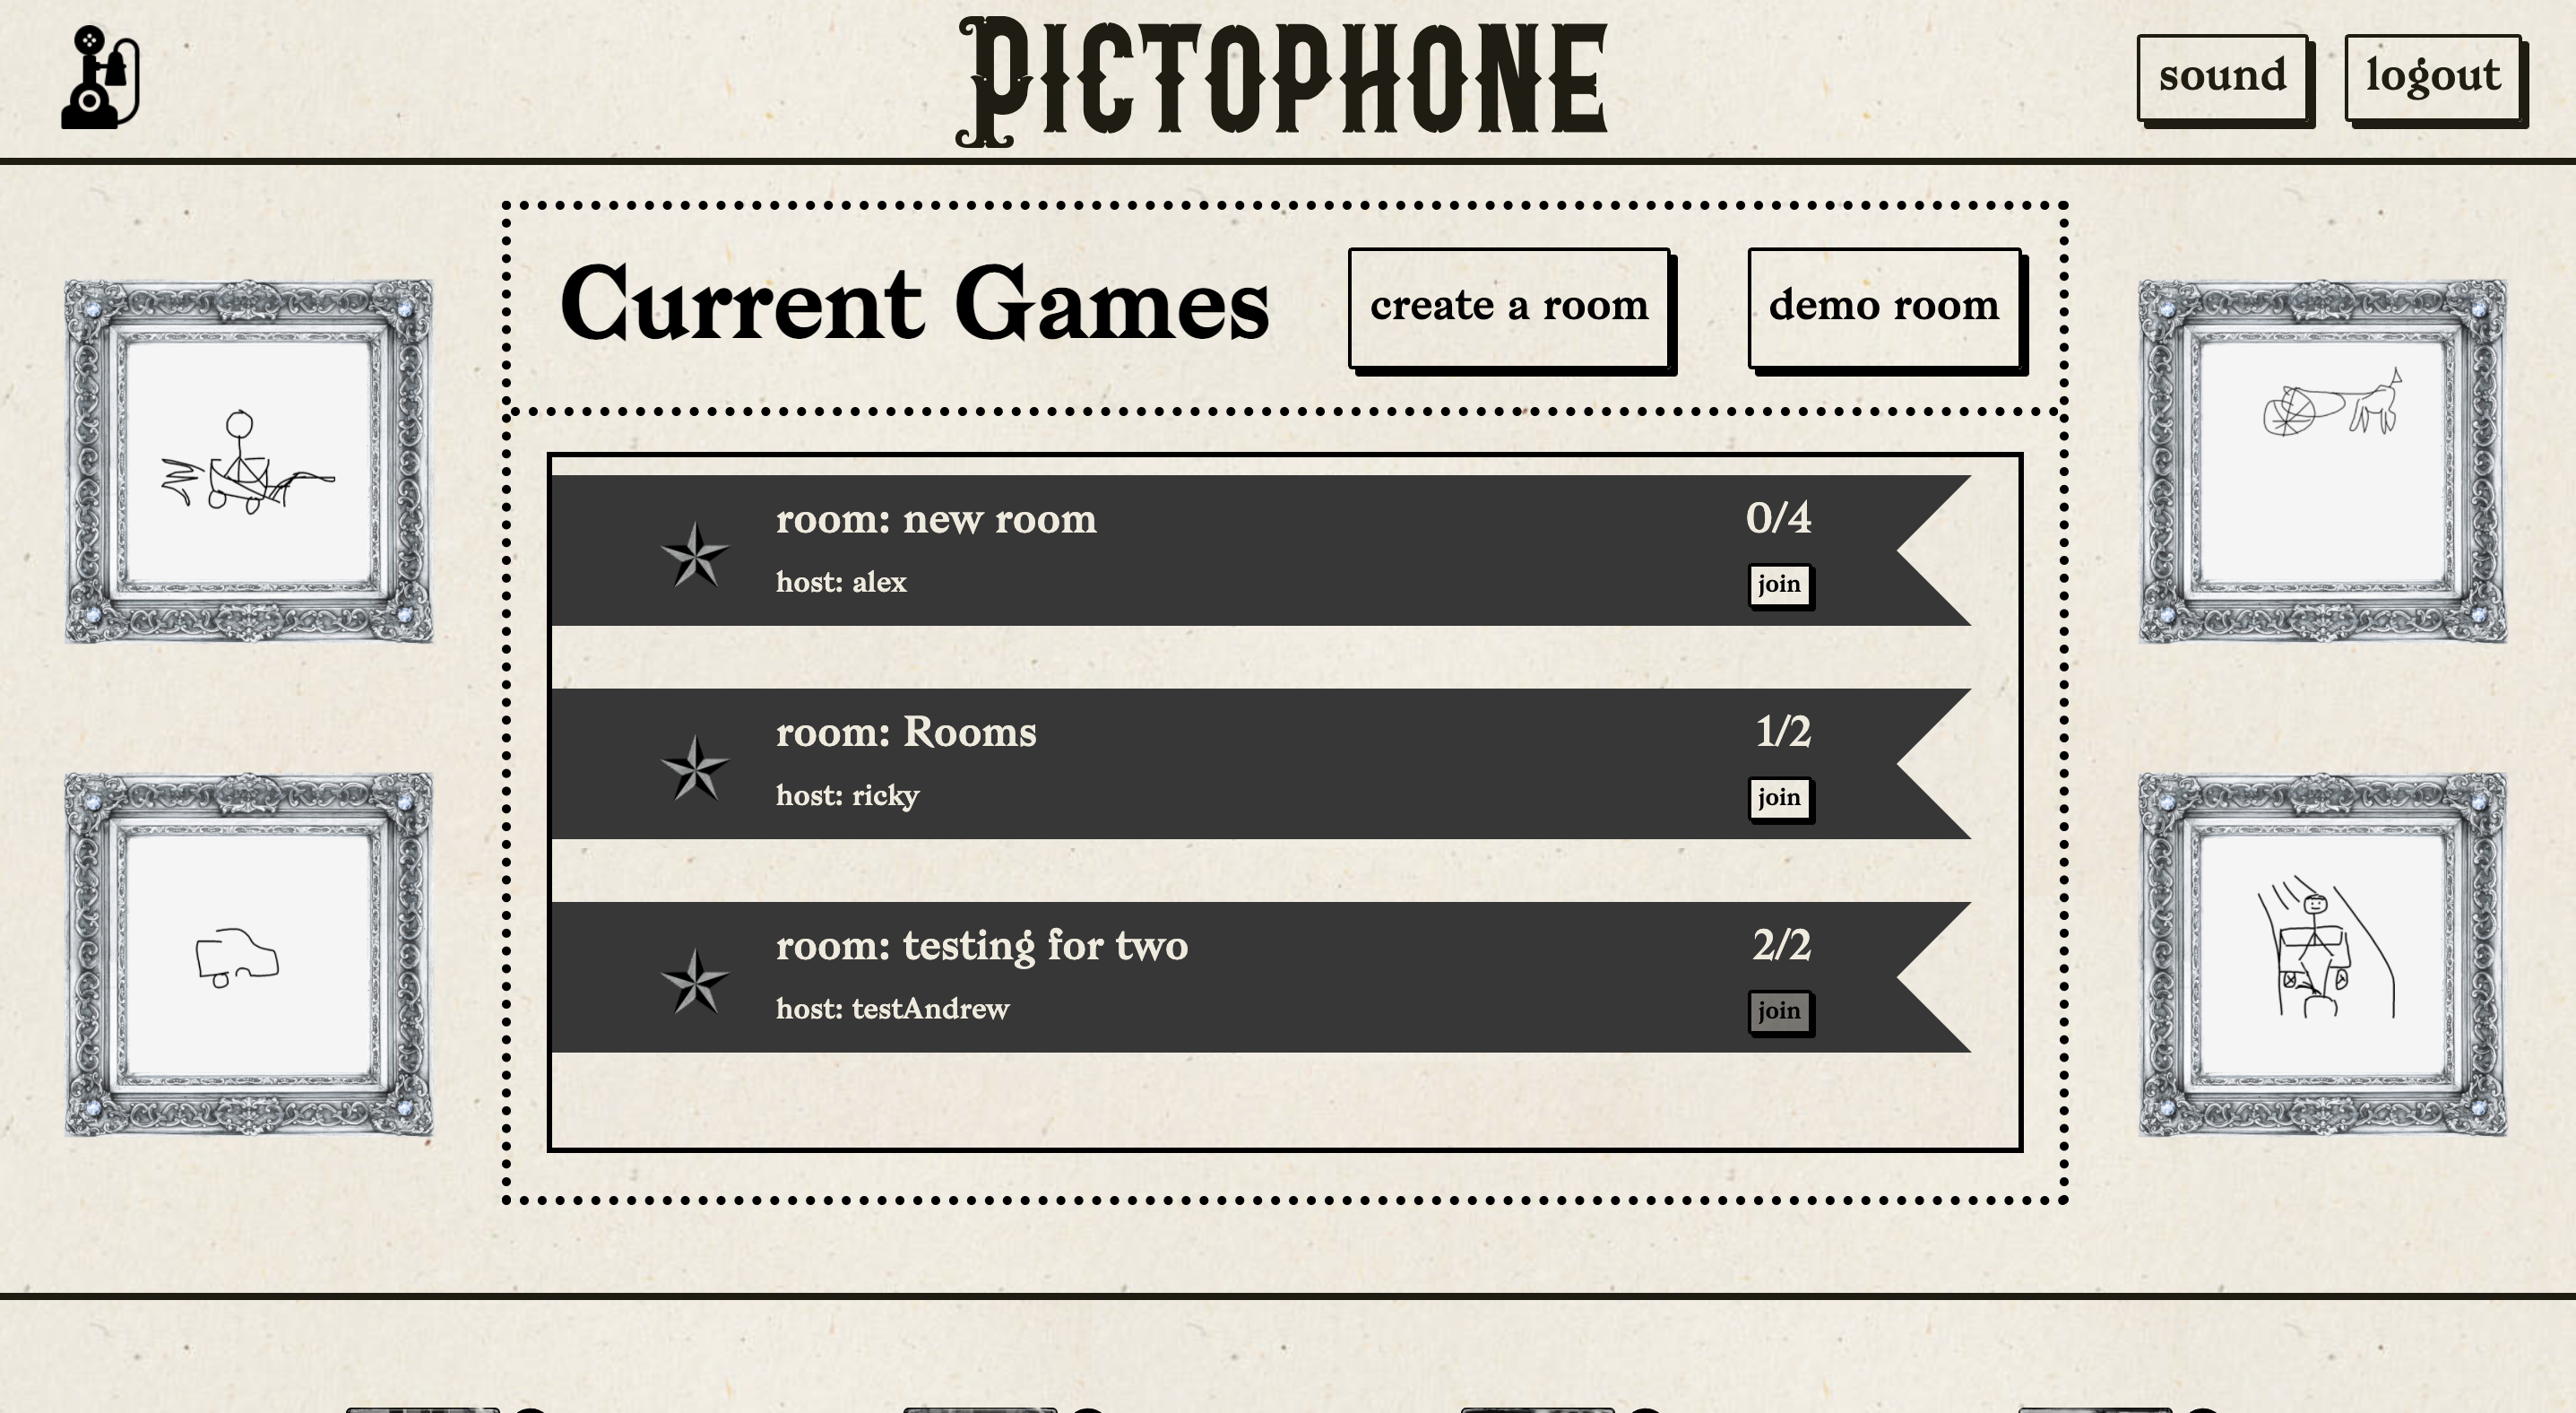 PICTOPHONE
sound
logout
Current Games
create a room
demo room
room: new room
0/4
host: alex
join
room: Rooms
1/2
host: ricky
join
room: testing for two
2/2
host: testAndrew
join